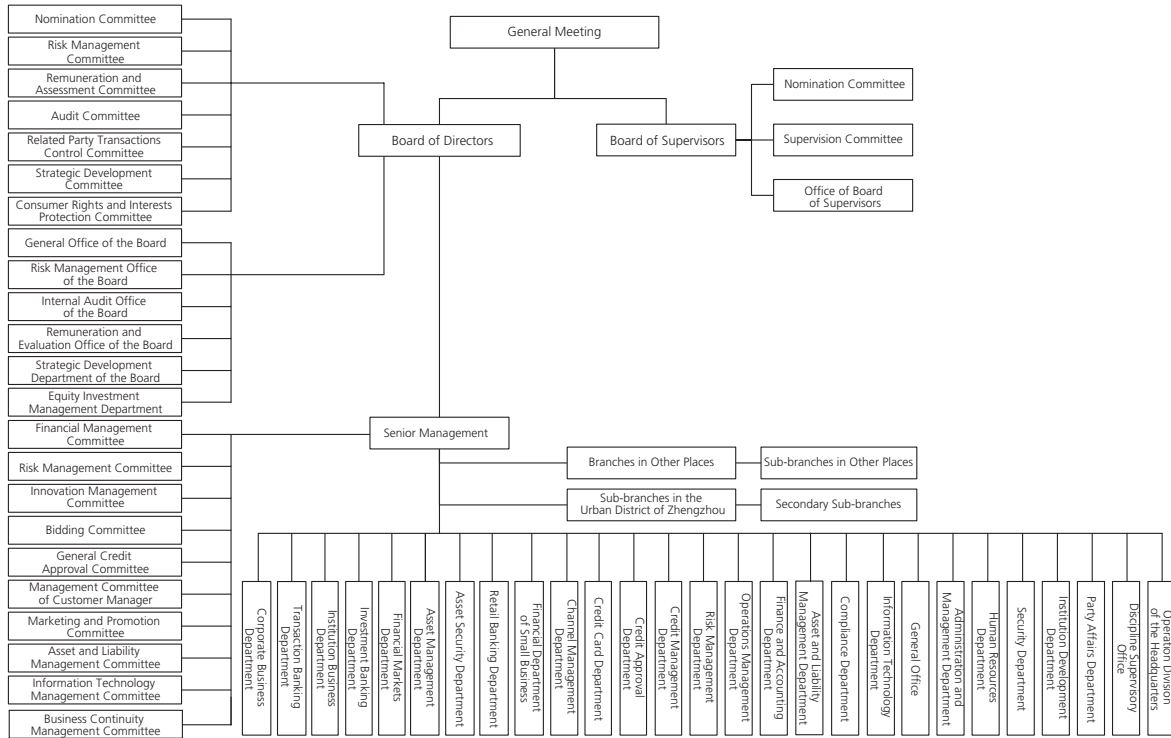 Nomination Committee
Risk Management
Committee
Remuneration and
Assessment Committee
Audit Committee
Related Party Transactions
Control Committee
Strategic Development
Committee
Consumer Rights and Interests
Protection Committee
General Office of the Board
Risk Management Office
of the Board
Internal Audit Office
of the Board
Remuneration and
Evaluation Office of the Board
Strategic Development
Department of the Board
Equity Investment
Management Department
Financial Management
Committee
Risk Management Committee
Innovation Management
Committee
Bidding Committee
General Credit
Approval Committee
Management Committee
of Customer Manager
Marketing and Promotion
Committee
Asset and Liability
Management Committee
Information Technology
Management Committee
Business Continuity
Management Committee
General Meeting
Board of Directors
Board of Supervisors
Nomination Committee
Supervision Committee
Office of Board
of Supervisors
Senior Management
Branches in Other Places
Sub-branches in Other Places
Sub-branches in the
Urban District of Zhengzhou
Secondary Sub-branches
Corporate Business
Department
Transaction Banking
Department
Institution Business
Department
Investment Banking
Department
Financial Markets
Department
Asset Management
Department
Asset Security Department
Retail Banking Department
Financial Department
of Small Business
Channel Management
Department
Credit Card Department
Credit Approval
Department
Credit Management
Department
Risk Management
Department
Operations Management
Department
Finance and Accounting
Department
Asset and Liability
Management Department
Compliance Department
Information Technology
Department
General Office
Administration and
Management Department
Human Resources
Department
Security Department
Institution Development
Department
Party Affairs Department
Discipline Supervisory
Office
Operation Division
of the Headquarters